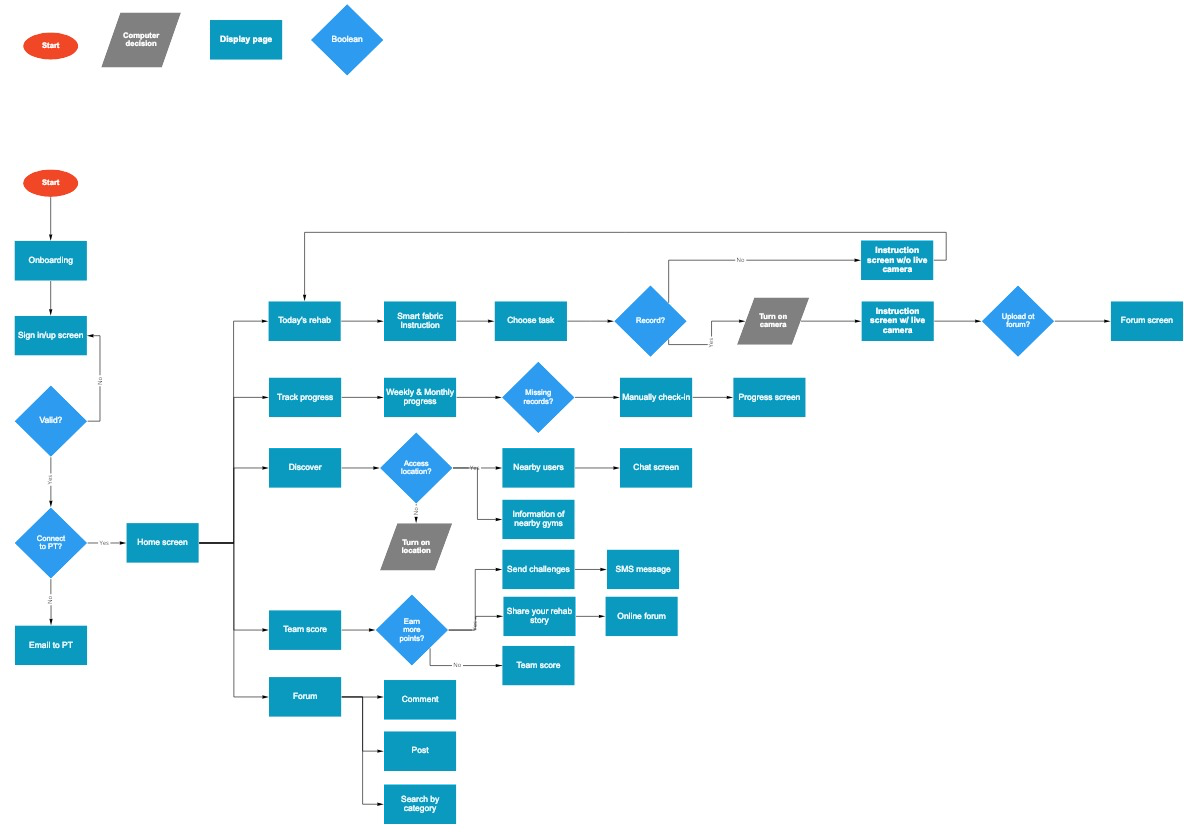 Start
Computer
decision
Display page
Boolean
Start
Onboarding
Sign in/up screen
No
Valid?
Yes
Connect
to PT?
Yes
No
Email to PT
Home screen
Today's rehab
Smart fabric
Instruction
Choose task
Record?
No
Instruction
screen w/o live
camera
Yes
Turn on
camera
Instruction
screen w/ live
camera
Upload ot
forum?
Forum screen
Track progress
Weekly & Monthly
progress
Missing
records?
Manually check-in
Progress screen
Discover
Access
location?
Yes
Nearby users
Chat screen
Information of
nearby gyms
No
Turn on
location
Team score
Earn
more
points?
Send challenges
SMS message
Share your rehab
story
Online forum
No
Team score
Forum
Comment
Post
Search by
category